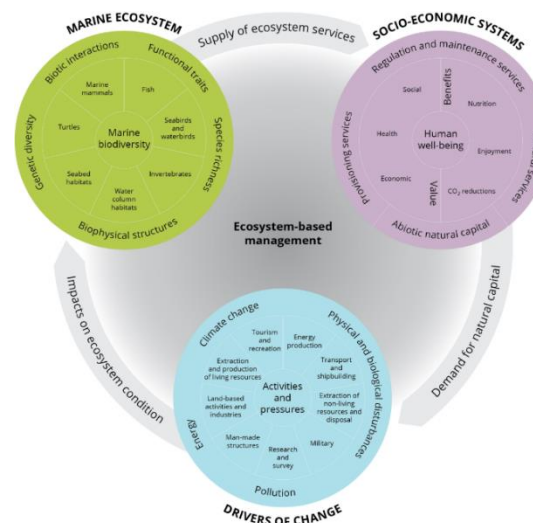 MARINE ECOSYSTEM
Supply of ecosystem services
SOCIO-ECONOMIC SYSTEMS
Biotic interactions
Functional traits
Species richness
Biophysical structures
Genetic diversity
Marine
mammals
Fish
Turtles
Seabirds and
waterbirds
Marine
biodiversity
Seabed
habitats
Invertebrates
Water
column
habitats
Regulation and maintenance services
Provisioning services
services
Abiotic natural capital
Social
Benefits
Nutrition
Health
Human
well-being
Enjoyment
Economic
Value
CO₂ reductions
Ecosystem-based
management
Impacts on ecosystem condition
Demand for natural capital
Climate change
Physical and biological disturbances
Energy
Pollution
Tourism
and
recreation
Energy
production
Extraction
and production
of living resources
Transport
and
shipbuilding
Activities
and
pressures
Land-based
activities and
industries
Extraction of
non-living
resources and
disposal
Man-made
structures
Military
Research
and
survey
DRIVERS OF CHANGE